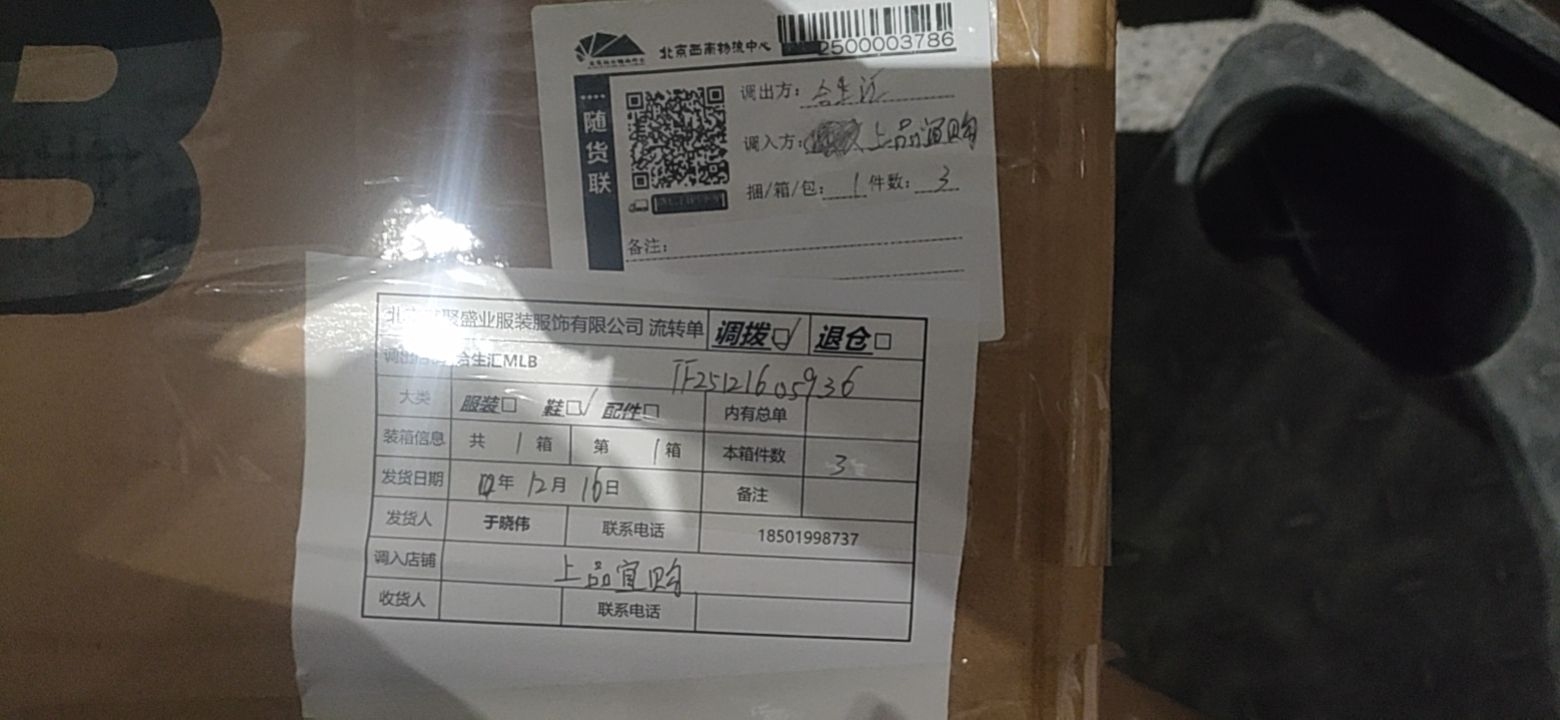 B
北京西南物流中心
2500003786
随货联
调出方: 合生汇
调入方: 上品宜购
捆/箱/包: 1 件数: 3
备注:
聚盛业服装服饰有限公司 流转单 调拨☑ 退仓□
合生汇MLB
TF25121605936
大类 服装□ 鞋☑ 配件□ 内有总单
装箱信息 共 1 箱 第 1 箱 本箱件数 3
发货日期 年 12月 16日 备注
发货人 于晓伟 联系电话 18501998737
调入店铺 上品宜购
收货人 联系电话